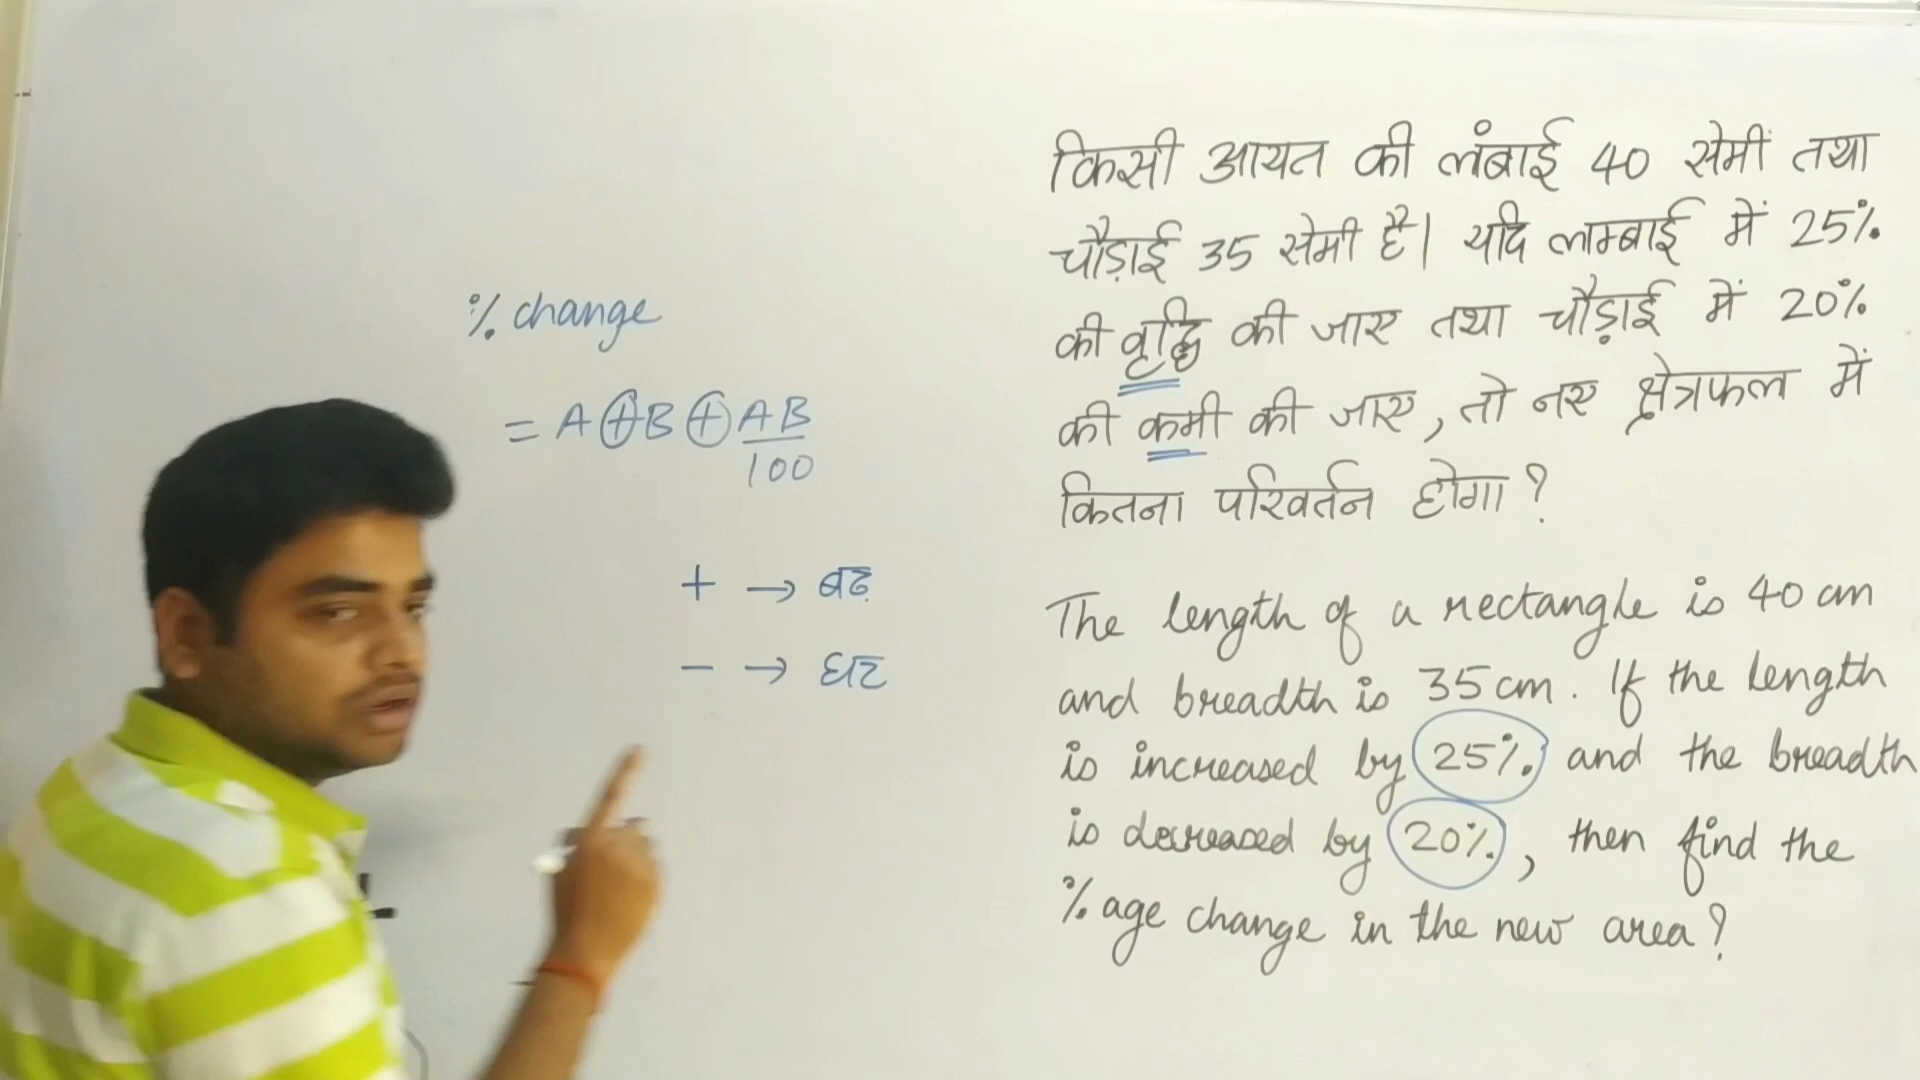 % change
= A + B + AB/100
+ → बढ़
- → घट
किसी आयत की लंबाई 40 सेमी तथा
चौड़ाई 35 सेमी है। यदि लम्बाई में 25%
की वृद्धि की जाए तथा चौड़ाई में 20%
की कमी की जाए, तो नए क्षेत्रफल में
कितना परिवर्तन होगा?
The length of a rectangle is 40 cm
and breadth is 35 cm. If the length
is increased by 25% and the breadth
is decreased by 20%, then find the
% age change in the new area?